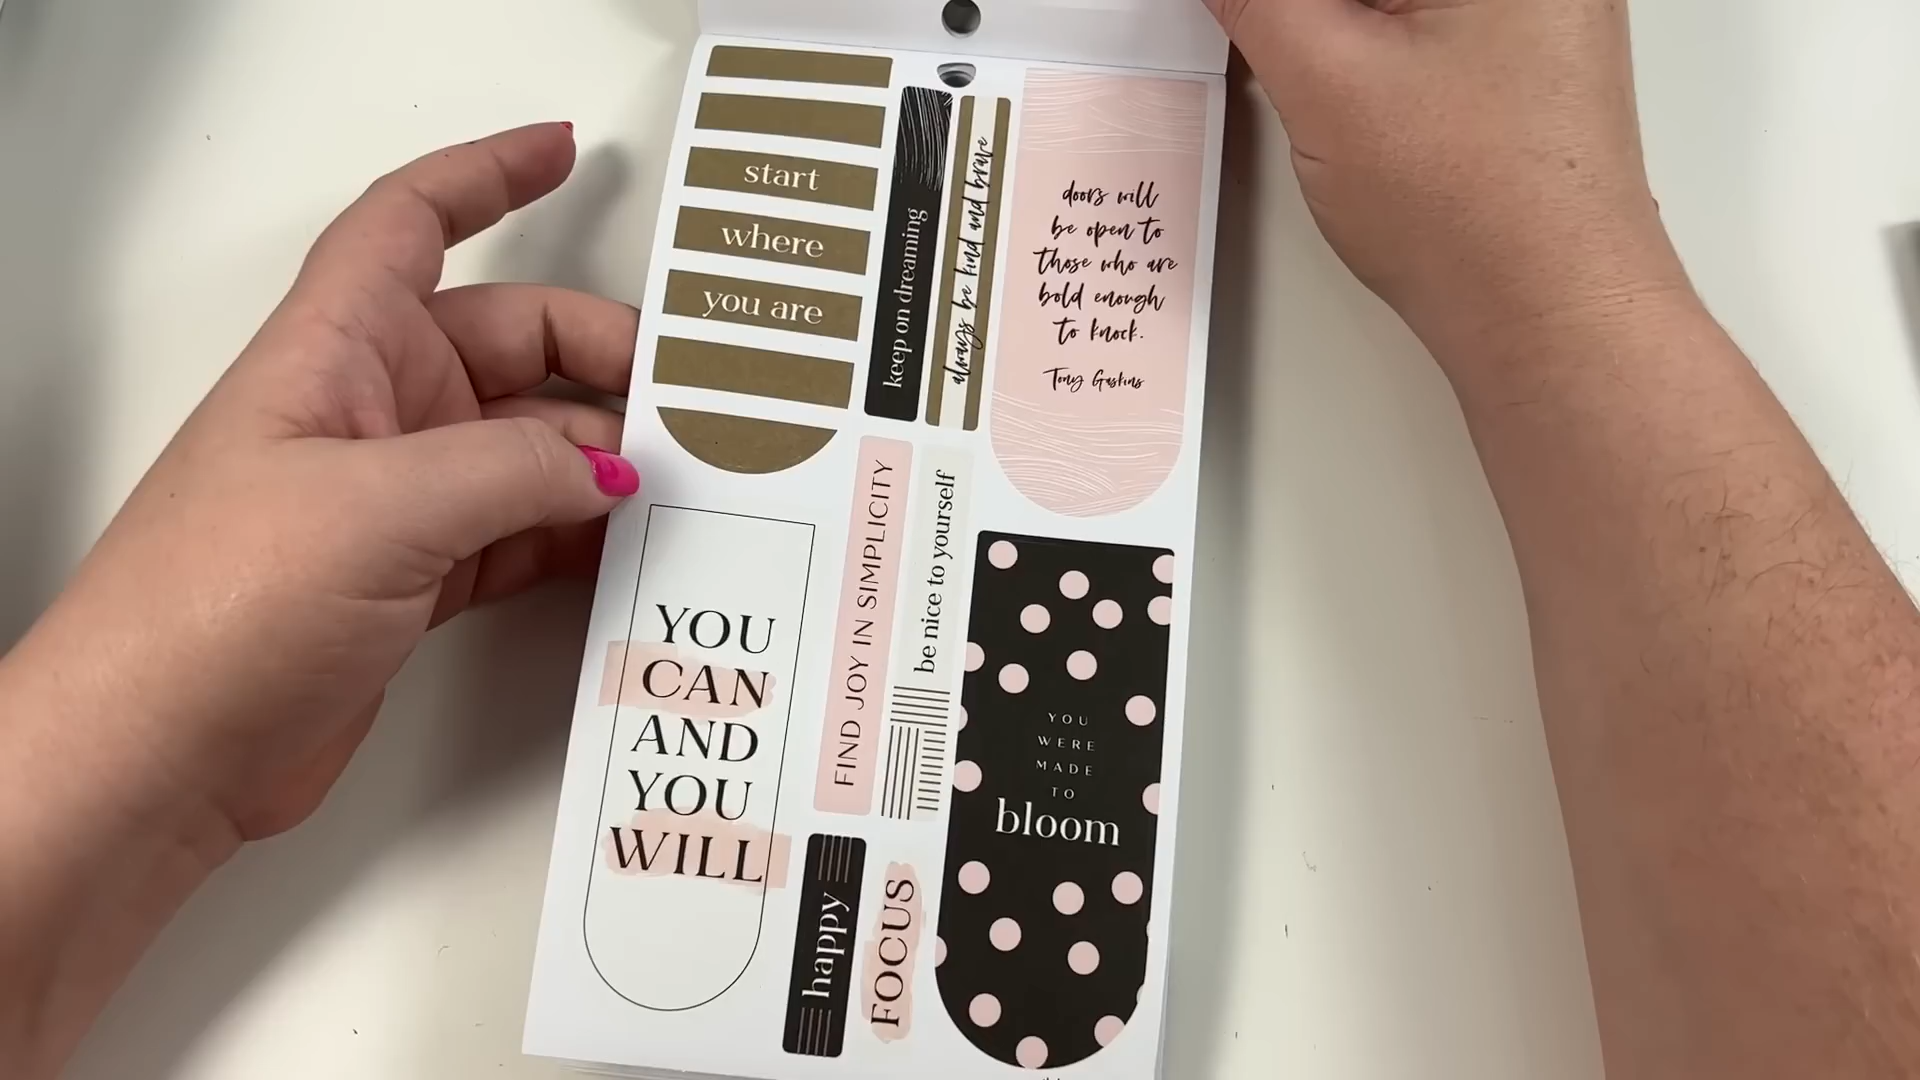 start
where
you are
keep on dreaming
always be kind and brave
doors will
be open to
those who are
bold enough
to knock.
Tony Gaskins
YOU
CAN
AND
YOU
WILL
FIND JOY IN SIMPLICITY
be nice to yourself
YOU
WERE
MADE
TO
bloom
happy
FOCUS